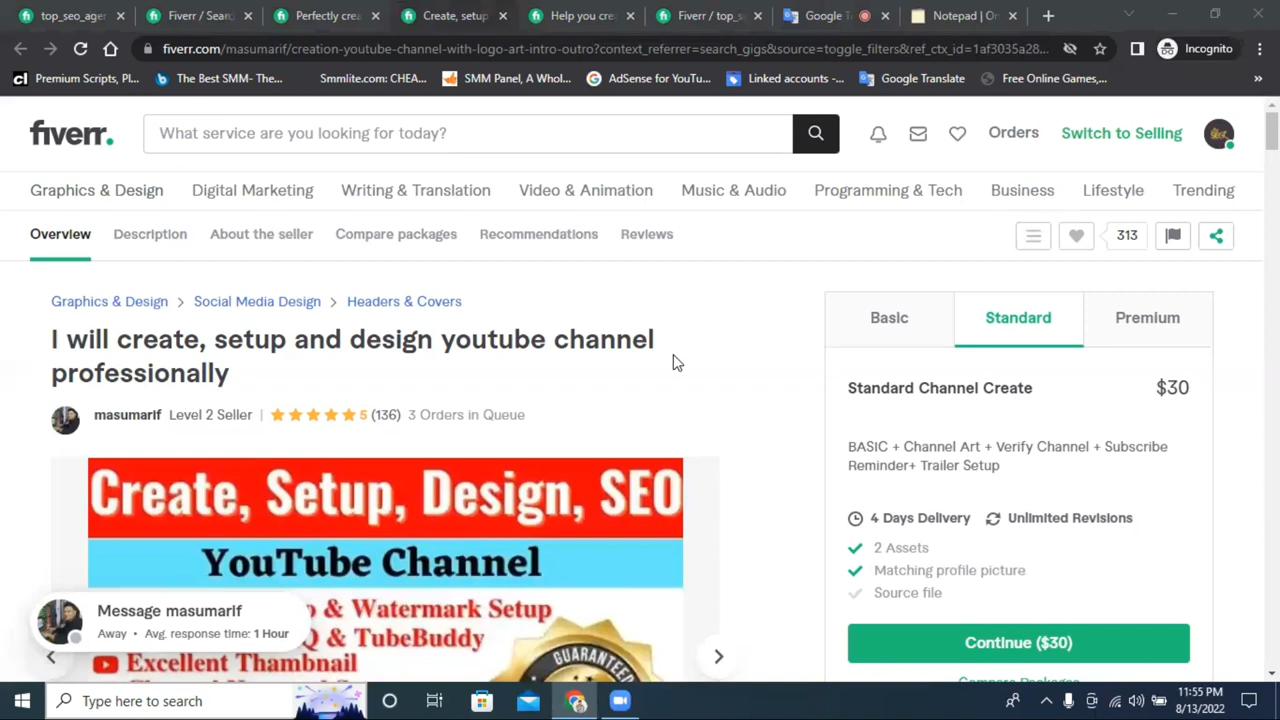 top_seo_ager
Fiverr / Sear
Perfectly crea
Create, setup
Help you cre
Fiverr / top_s
Google T
Notepad | On
fiverr.com/masumarif/creation-youtube-channel-with-logo-art-intro-outro?context_referrer=search_gigs&source=toggle_filters&ref_ctx_id=1af3035a28...
Incognito
Premium Scripts, Pl...
The Best SMM- The...
Smmlite.com: CHEA...
SMM Panel, A Whol...
AdSense for YouTu...
Linked accounts -...
Google Translate
Free Online Games,...
fiverr.
What service are you looking for today?
Orders
Switch to Selling
Graphics & Design
Digital Marketing
Writing & Translation
Video & Animation
Music & Audio
Programming & Tech
Business
Lifestyle
Trending
Overview
Description
About the seller
Compare packages
Recommendations
Reviews
313
Graphics & Design > Social Media Design > Headers & Covers
I will create, setup and design youtube channel
professionally
masumarif Level 2 Seller | 5 (136) 3 Orders in Queue
Create, Setup, Design, SEO
YouTube Channel
& Watermark Setup
& TubeBuddy
Excellent Thambnail
GUARANTEE
Message masumarif
Away • Avg. response time: 1 Hour
Basic
Standard
Premium
Standard Channel Create
$30
BASIC + Channel Art + Verify Channel + Subscribe
Reminder+ Trailer Setup
4 Days Delivery
Unlimited Revisions
2 Assets
Matching profile picture
Source file
Continue ($30)
Compare Packages
Type here to search
11:55 PM
8/13/2022